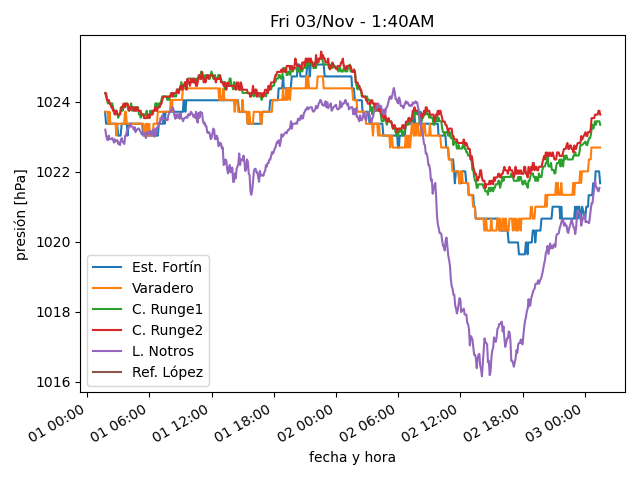 Fri 03/Nov - 1:40AM
presión [hPa]
1024
1022
1020
1018
1016
Est. Fortín
Varadero
C. Runge1
C. Runge2
L. Notros
Ref. López
01 00:00
01 06:00
01 12:00
01 18:00
02 00:00
02 06:00
02 12:00
02 18:00
03 00:00
fecha y hora